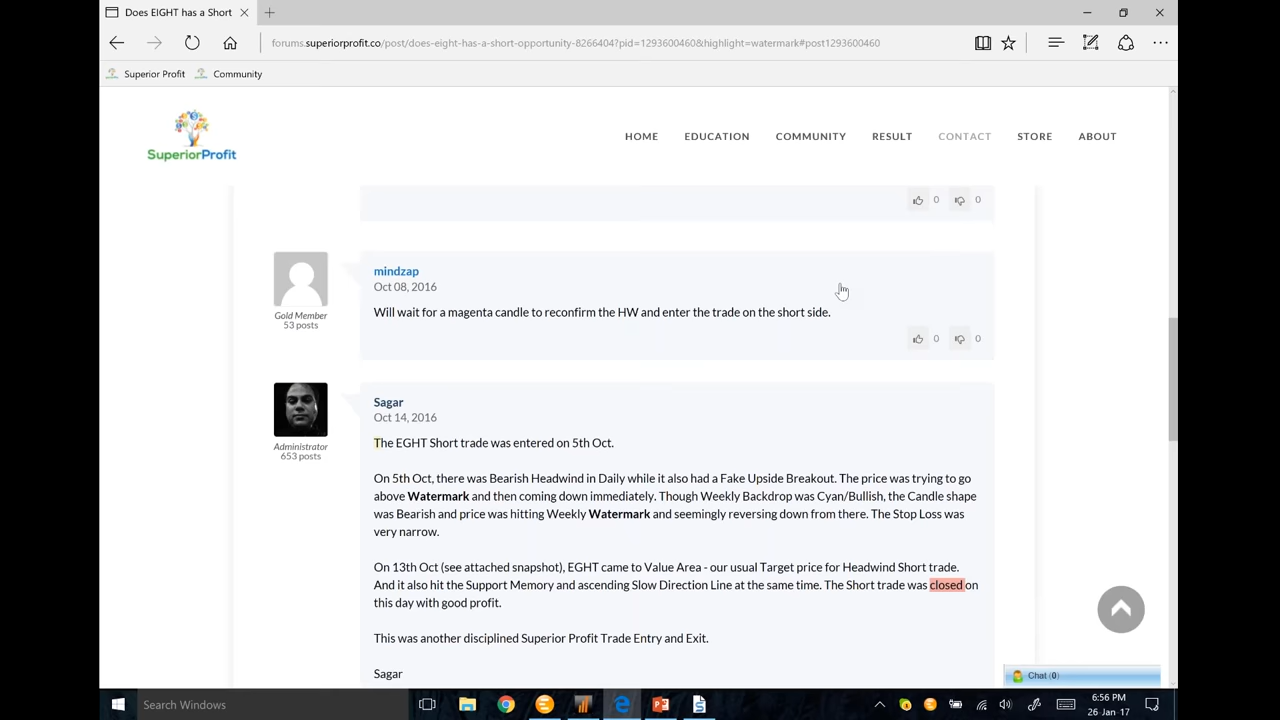 Does EIGHT has a Short
forums.superiorprofit.co/post/does-eight-has-a-short-opportunity-8266404?pid=1293600460&highlight=watermark#post1293600460
Superior Profit Community
SuperiorProfit
HOME EDUCATION COMMUNITY RESULT CONTACT STORE ABOUT
0 0
mindzap
Oct 08, 2016
Gold Member
53 posts
Will wait for a magenta candle to reconfirm the HW and enter the trade on the short side.
0 0
Sagar
Oct 14, 2016
Administrator
653 posts
The EGHT Short trade was entered on 5th Oct.
On 5th Oct, there was Bearish Headwind in Daily while it also had a Fake Upside Breakout. The price was trying to go
above Watermark and then coming down immediately. Though Weekly Backdrop was Cyan/Bullish, the Candle shape
was Bearish and price was hitting Weekly Watermark and seemingly reversing down from there. The Stop Loss was
very narrow.
On 13th Oct (see attached snapshot), EGHT came to Value Area - our usual Target price for Headwind Short trade.
And it also hit the Support Memory and ascending Slow Direction Line at the same time. The Short trade was closed on
this day with good profit.
This was another disciplined Superior Profit Trade Entry and Exit.
Sagar
Chat (0)
Search Windows
6:56 PM
26 Jan 17